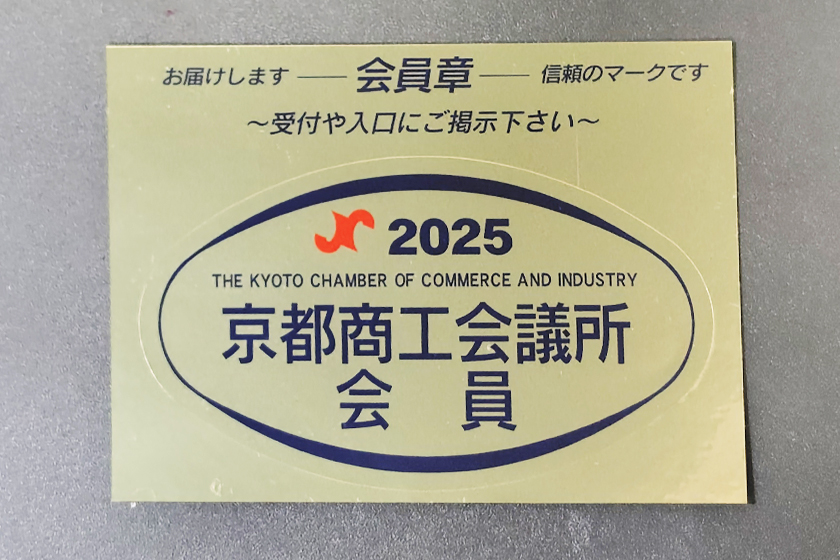 お届けします ── 会員章 ── 信頼のマークです
～受付や入口にご掲示下さい～
2025
THE KYOTO CHAMBER OF COMMERCE AND INDUSTRY
京都商工会議所
会 員